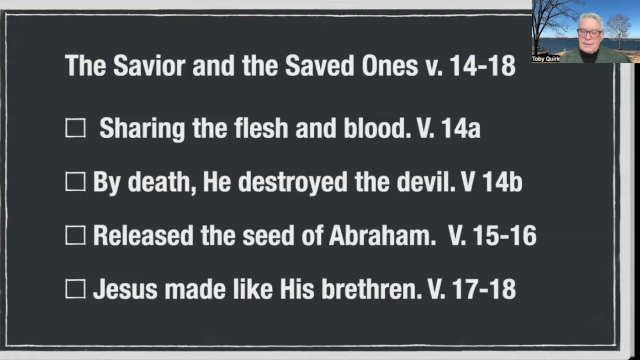 The Savior and the Saved Ones v. 14-18
Sharing the flesh and blood. V. 14a
By death, He destroyed the devil. V 14b
Released the seed of Abraham. V. 15-16
Jesus made like His brethren. V. 17-18
Toby Quirk